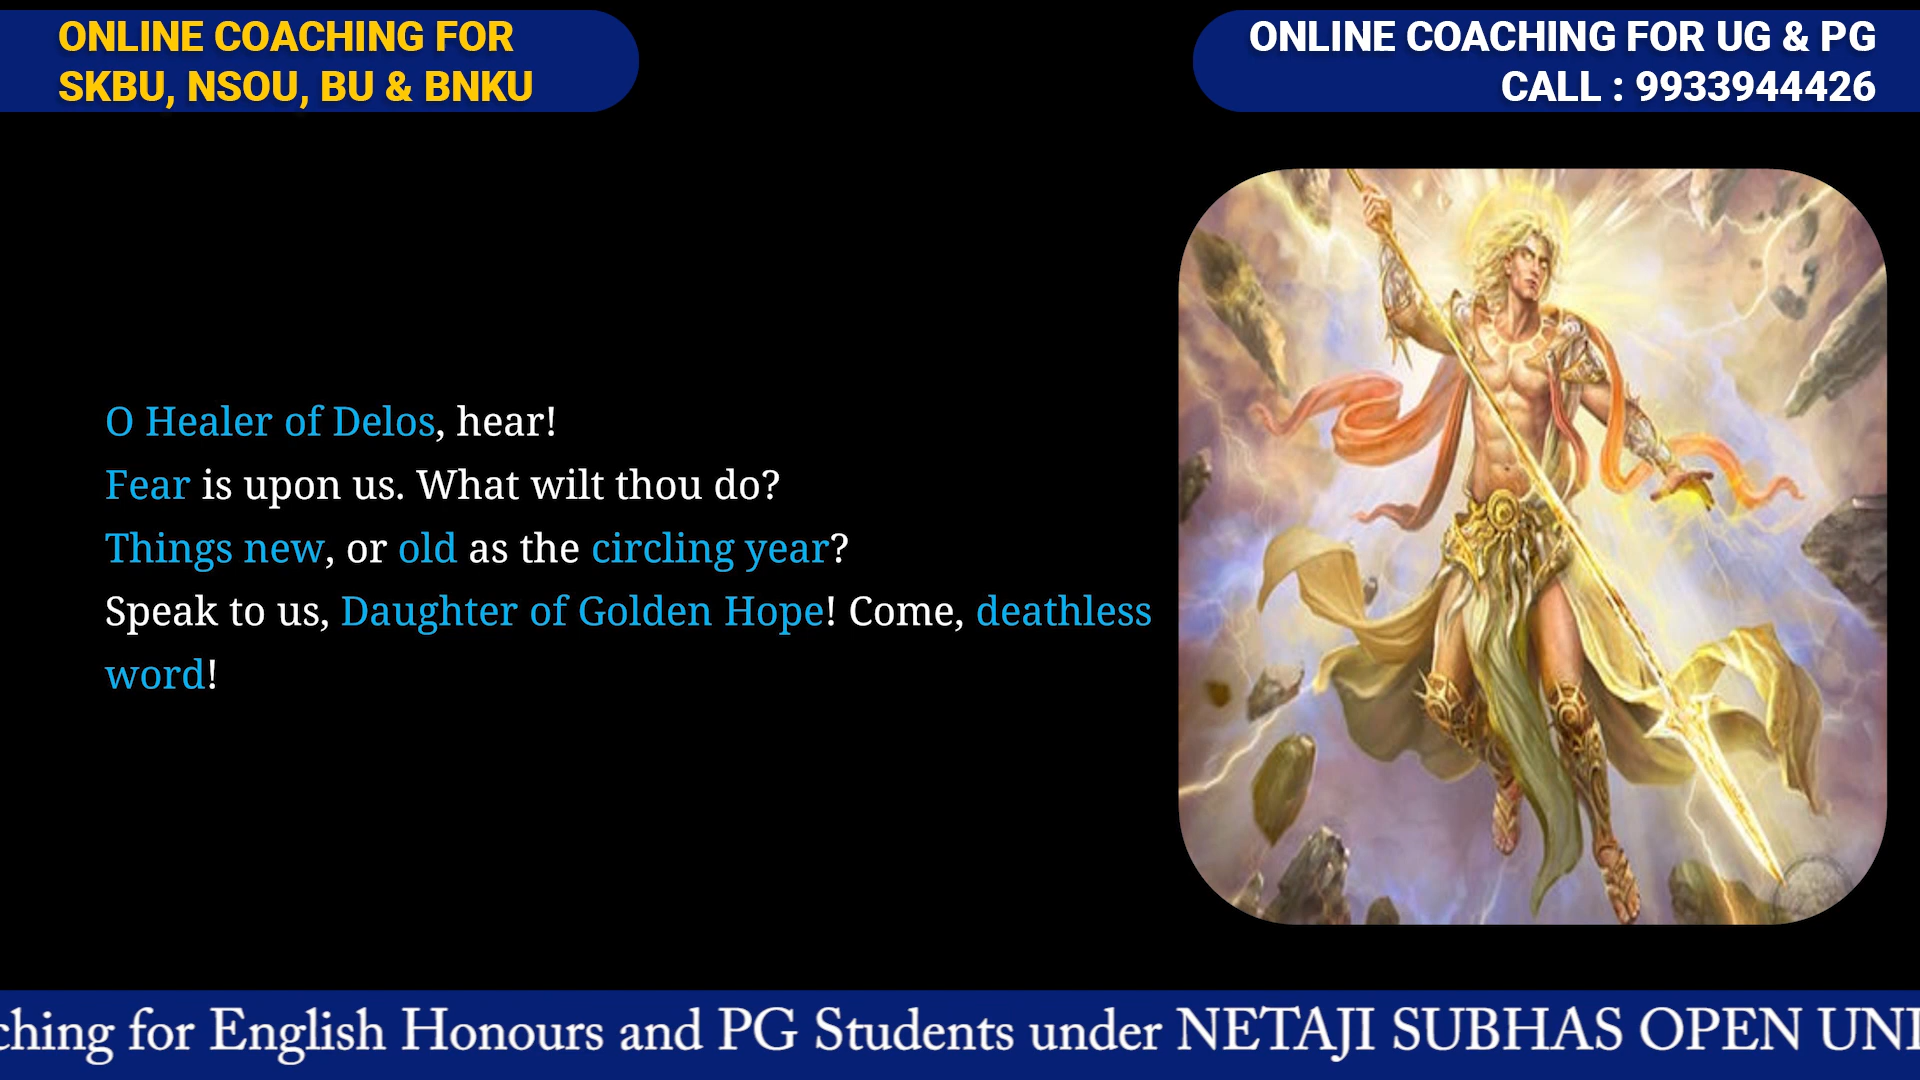 ONLINE COACHING FOR
SKBU, NSOU, BU & BNKU
ONLINE COACHING FOR UG & PG
CALL : 9933944426
O Healer of Delos, hear!
Fear is upon us. What wilt thou do?
Things new, or old as the circling year?
Speak to us, Daughter of Golden Hope! Come, deathless
word!
ching for English Honours and PG Students under NETAJI SUBHAS OPEN UNI